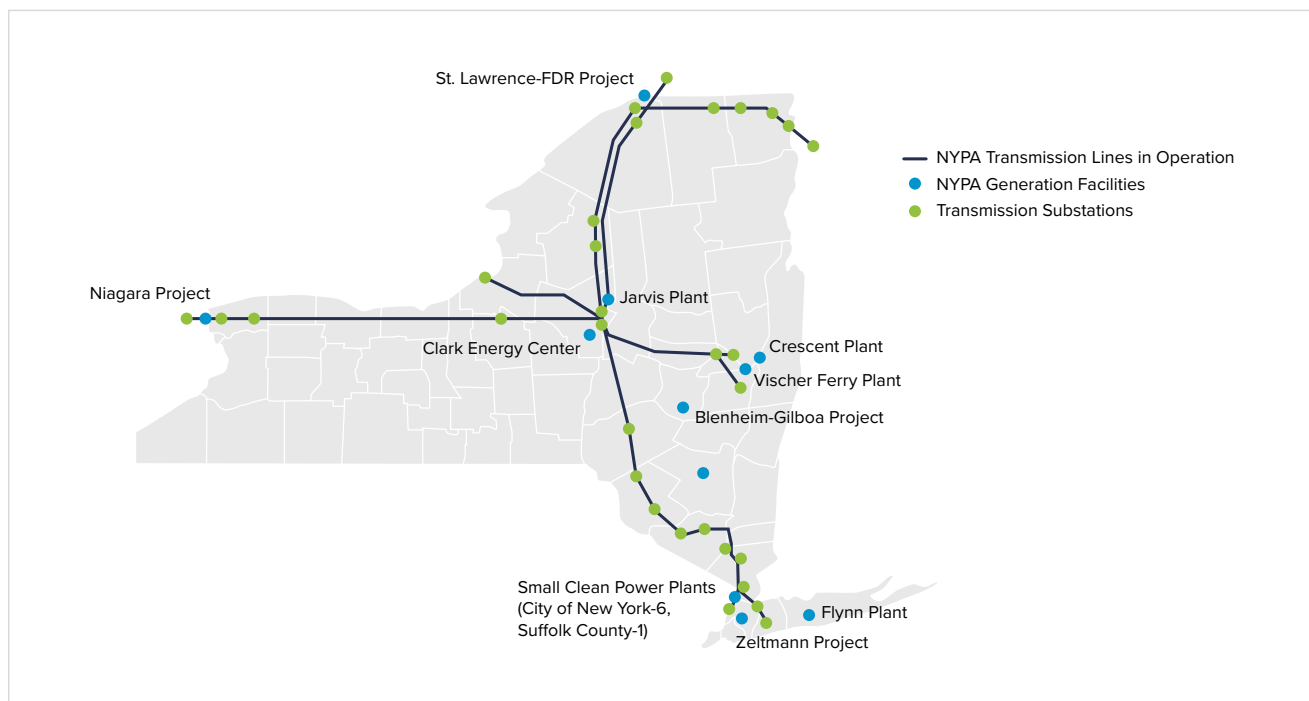 St. Lawrence-FDR Project
NYPA Transmission Lines in Operation
NYPA Generation Facilities
Transmission Substations
Niagara Project
Jarvis Plant
Clark Energy Center
Crescent Plant
Vischer Ferry Plant
Blenheim-Gilboa Project
Small Clean Power Plants
(City of New York-6,
Suffolk County-1)
Flynn Plant
Zeltmann Project